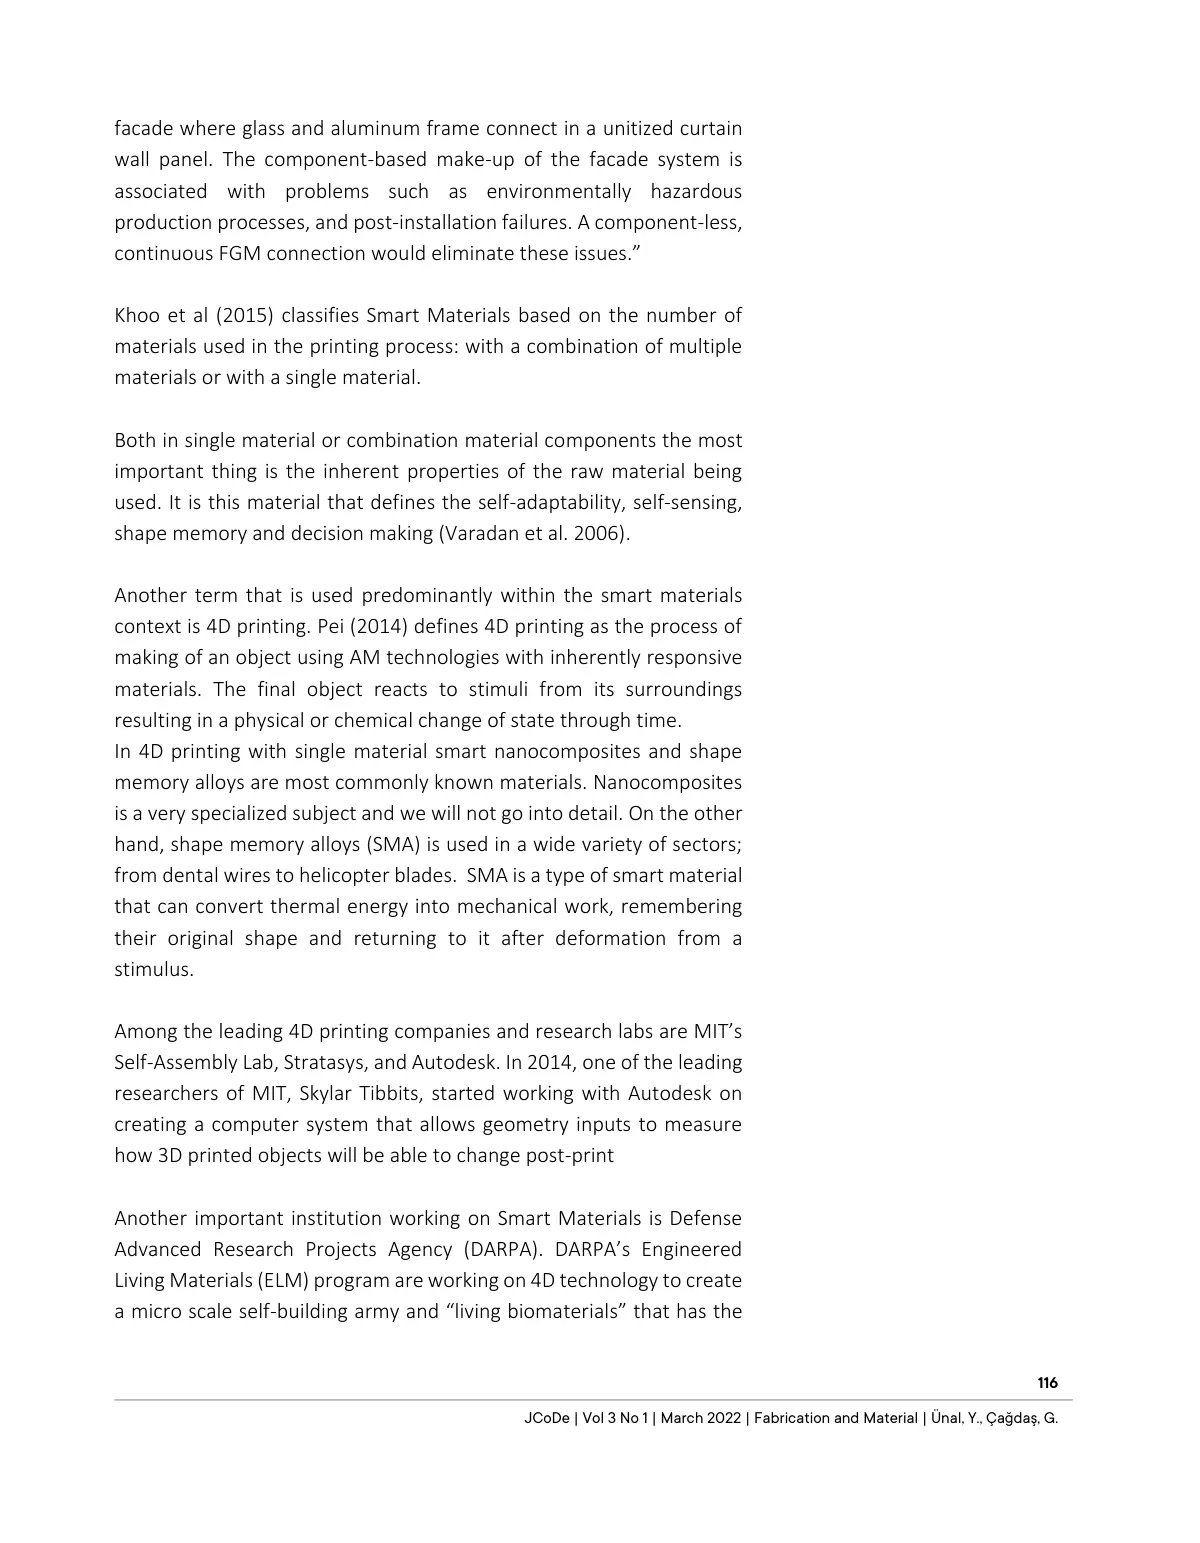 facade where glass and aluminum frame connect in a unitized curtain
wall panel. The component-based make-up of the facade system is
associated with problems such as environmentally hazardous
production processes, and post-installation failures. A component-less,
continuous FGM connection would eliminate these issues.”
Khoo et al (2015) classifies Smart Materials based on the number of
materials used in the printing process: with a combination of multiple
materials or with a single material.
Both in single material or combination material components the most
important thing is the inherent properties of the raw material being
used. It is this material that defines the self-adaptability, self-sensing,
shape memory and decision making (Varadan et al. 2006).
Another term that is used predominantly within the smart materials
context is 4D printing. Pei (2014) defines 4D printing as the process of
making of an object using AM technologies with inherently responsive
materials. The final object reacts to stimuli from its surroundings
resulting in a physical or chemical change of state through time.
In 4D printing with single material smart nanocomposites and shape
memory alloys are most commonly known materials. Nanocomposites
is a very specialized subject and we will not go into detail. On the other
hand, shape memory alloys (SMA) is used in a wide variety of sectors;
from dental wires to helicopter blades.  SMA is a type of smart material
that can convert thermal energy into mechanical work, remembering
their original shape and returning to it after deformation from a
stimulus.
Among the leading 4D printing companies and research labs are MIT’s
Self-Assembly Lab, Stratasys, and Autodesk. In 2014, one of the leading
researchers of MIT, Skylar Tibbits, started working with Autodesk on
creating a computer system that allows geometry inputs to measure
how 3D printed objects will be able to change post-print
Another important institution working on Smart Materials is Defense
Advanced Research Projects Agency (DARPA). DARPA’s Engineered
Living Materials (ELM) program are working on 4D technology to create
a micro scale self-building army and “living biomaterials” that has the
116
JCoDe | Vol 3 No 1 | March 2022 | Fabrication and Material | Ünal, Y., Çağdaş, G.